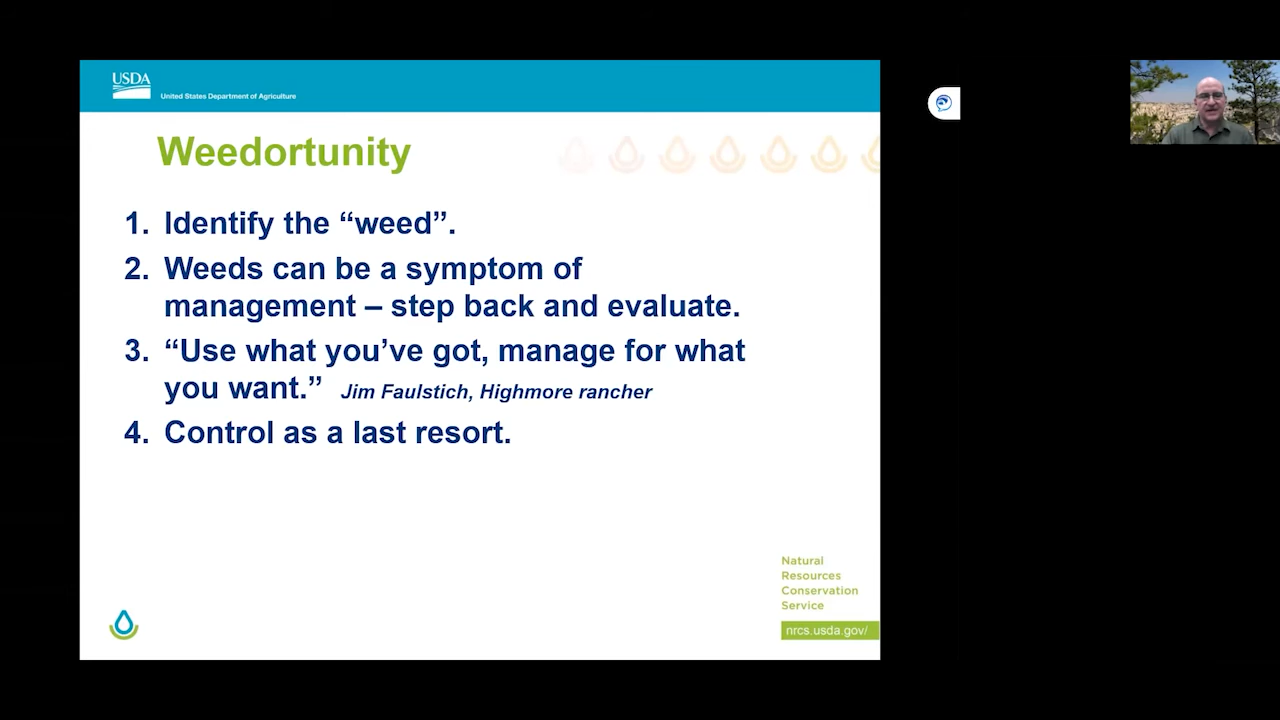 USDA
United States Department of Agriculture
Weedortunity
1. Identify the “weed”.
2. Weeds can be a symptom of
management – step back and evaluate.
3. “Use what you’ve got, manage for what
you want.” Jim Faulstich, Highmore rancher
4. Control as a last resort.
Natural
Resources
Conservation
Service
nrcs.usda.gov/